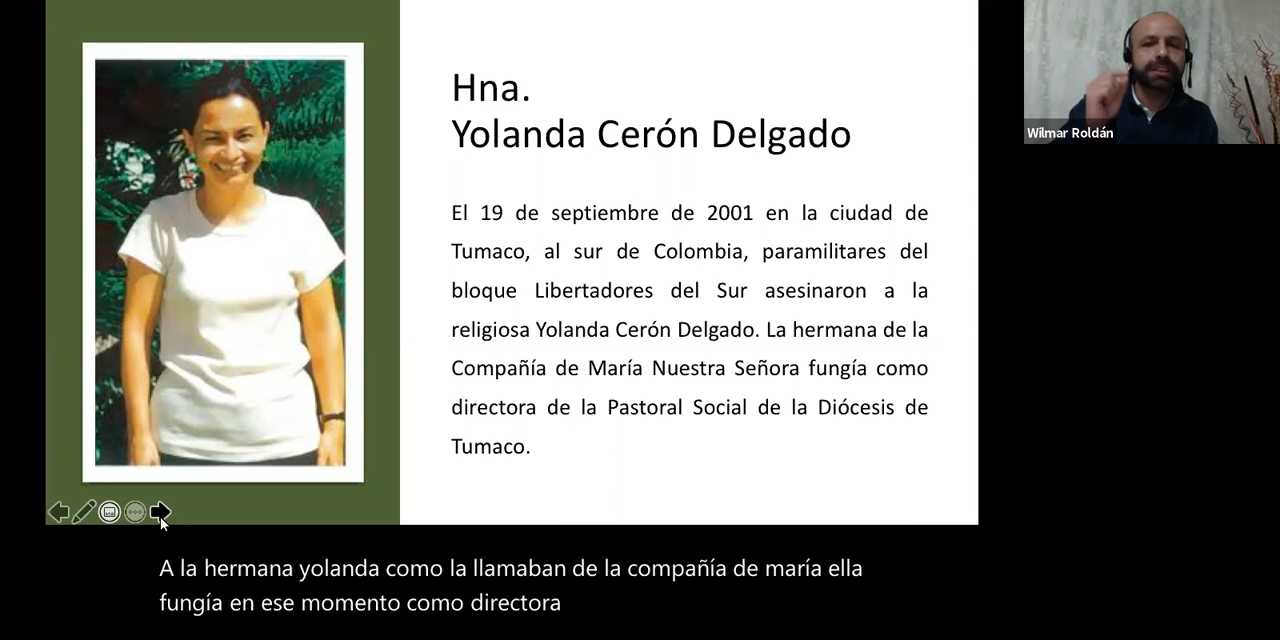 Hna.
Yolanda Cerón Delgado
El 19 de septiembre de 2001 en la ciudad de
Tumaco, al sur de Colombia, paramilitares del
bloque Libertadores del Sur asesinaron a la
religiosa Yolanda Cerón Delgado. La hermana de la
Compañía de María Nuestra Señora fungía como
directora de la Pastoral Social de la Diócesis de
Tumaco.
Wilmar Roldán
A la hermana yolanda como la llamaban de la compañía de maría ella
fungía en ese momento como directora